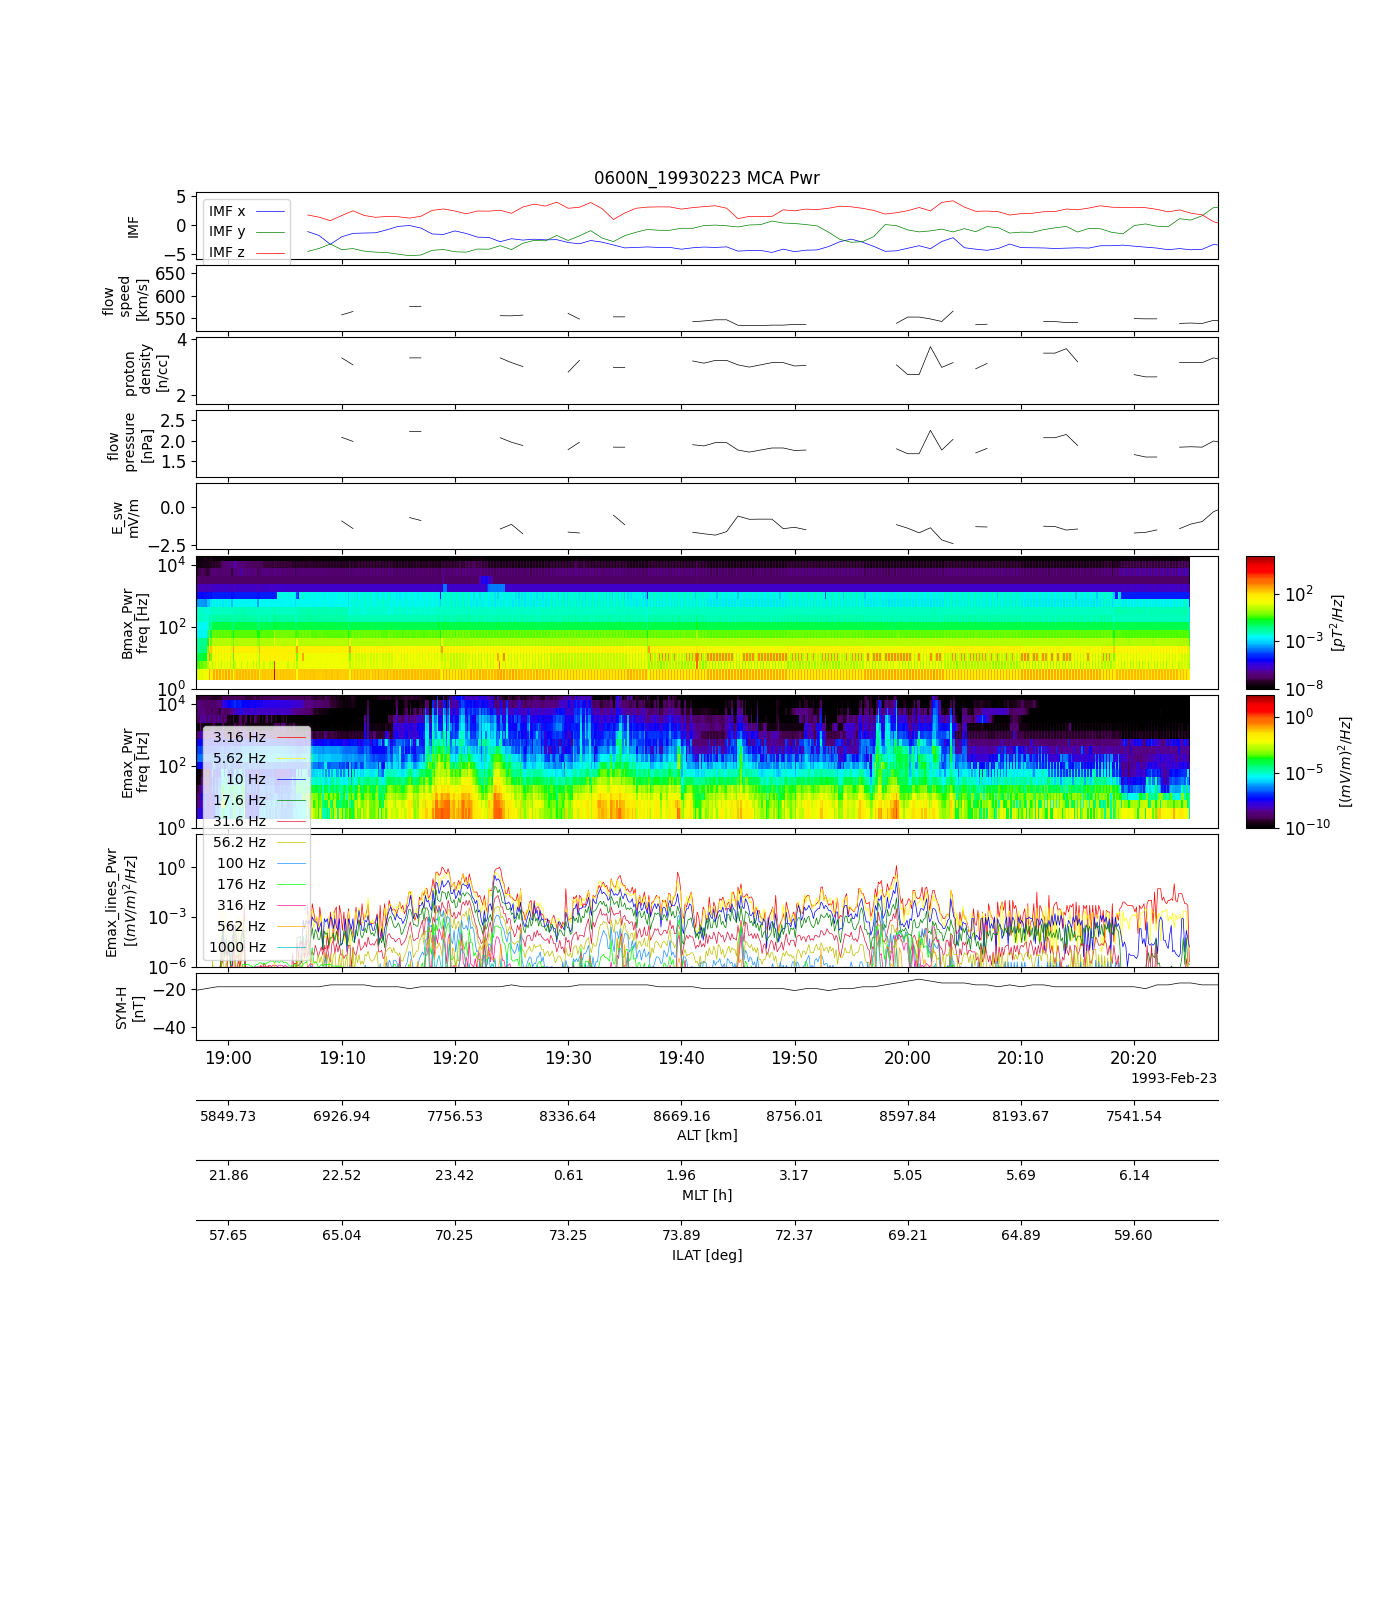 0600N_19930223 MCA Pwr
IMF
5
0
−5
IMF x
IMF y
IMF z
flow
speed
[km/s]
650
600
550
proton
density
[n/cc]
4
2
flow
pressure
[nPa]
2.5
2.0
1.5
E_sw
mV/m
0.0
−2.5
Bmax_Pwr
freq [Hz]
10^4
10^2
10^0
10^2
10^−3
10^−8
[pT^2/Hz]
Emax_Pwr
freq [Hz]
10^4
10^2
10^0
10^0
10^−5
10^−10
[(mV/m)^2/Hz]
3.16 Hz
5.62 Hz
10 Hz
17.6 Hz
31.6 Hz
56.2 Hz
100 Hz
176 Hz
316 Hz
562 Hz
1000 Hz
Emax_lines_Pwr
[(mV/m)^2/Hz]
10^0
10^−3
10^−6
SYM-H
[nT]
−20
−40
19:00 19:10 19:20 19:30 19:40 19:50 20:00 20:10 20:20
1993-Feb-23
5849.73 6926.94 7756.53 8336.64 8669.16 8756.01 8597.84 8193.67 7541.54
ALT [km]
21.86 22.52 23.42 0.61 1.96 3.17 5.05 5.69 6.14
MLT [h]
57.65 65.04 70.25 73.25 73.89 72.37 69.21 64.89 59.60
ILAT [deg]